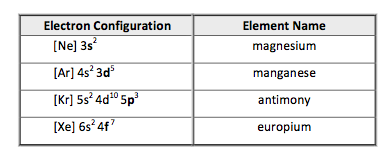 Electron Configuration Element Name
[Ne] 3s² magnesium
[Ar] 4s² 3d⁵ manganese
[Kr] 5s² 4d¹⁰ 5p³ antimony
[Xe] 6s² 4f⁷ europium